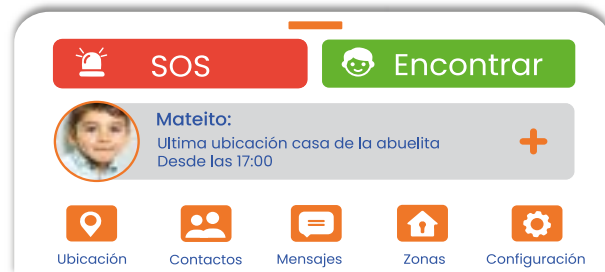 SOS
Encontrar
Mateito:
Ultima ubicación casa de la abuelita
Desde las 17:00
Ubicación
Contactos
Mensajes
Zonas
Configuración